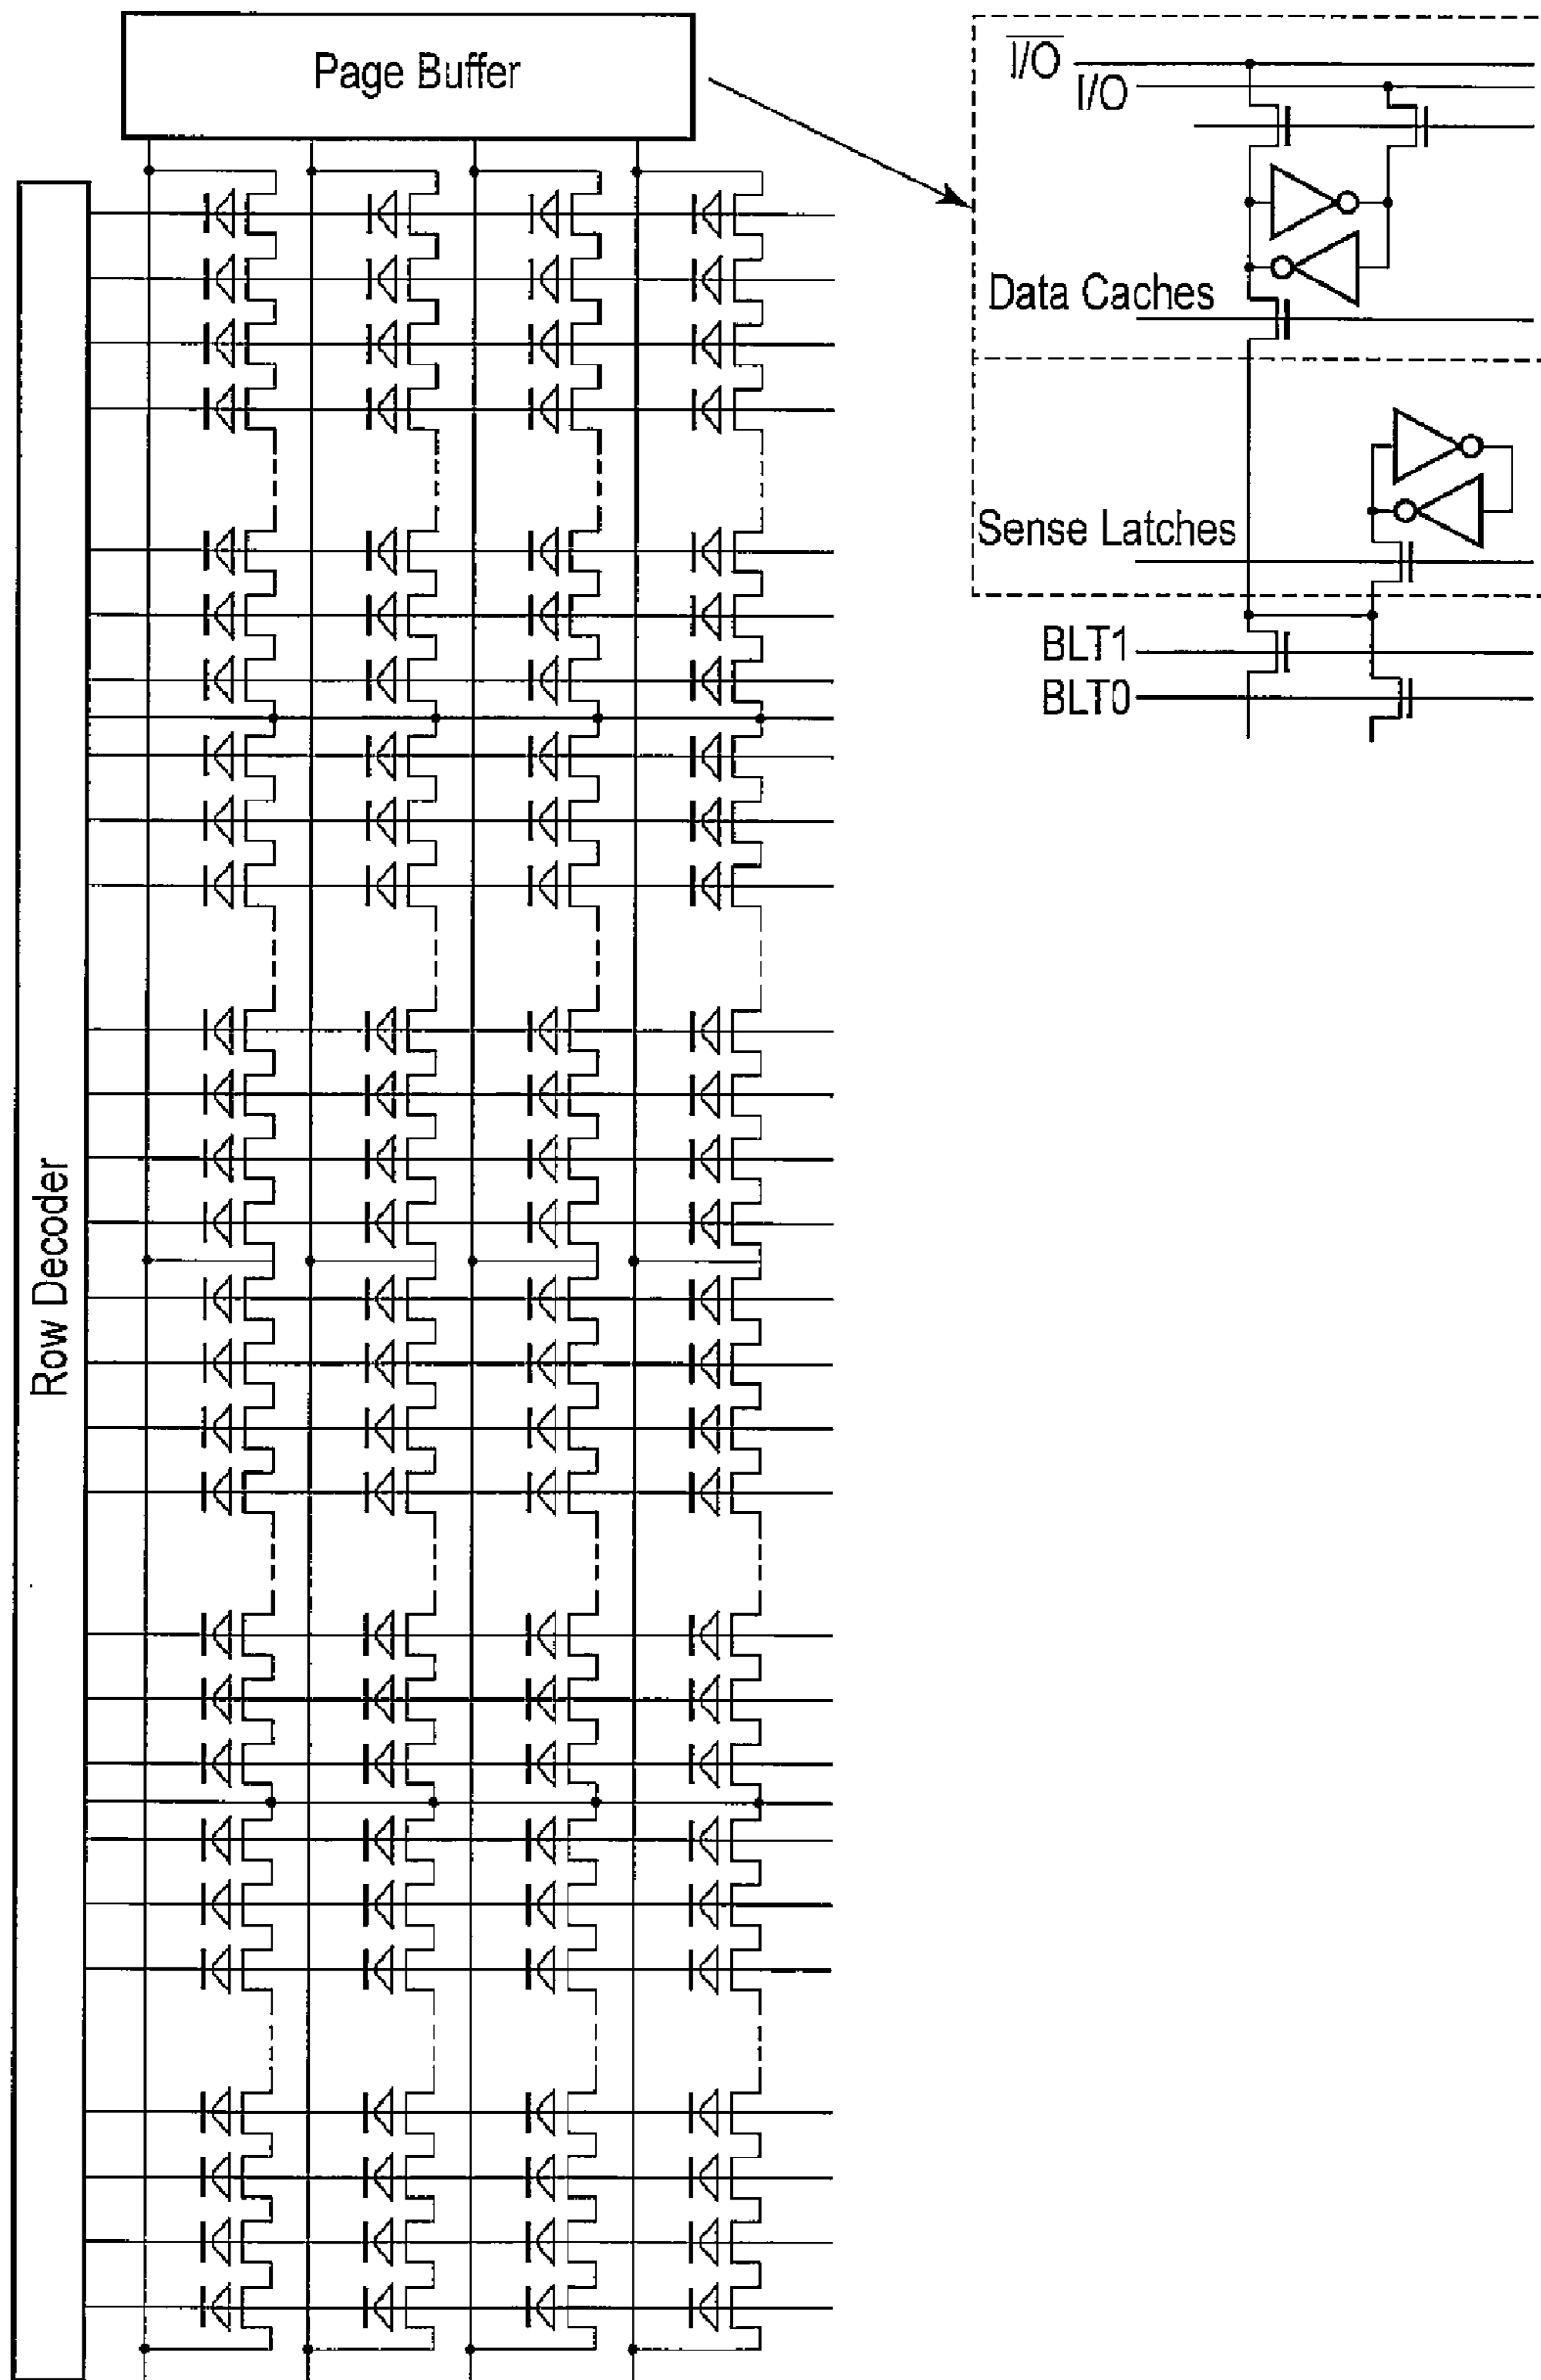 Page Buffer
I/O
I/O
Data Caches
Sense Latches
BLT1
BLT0
Row Decoder